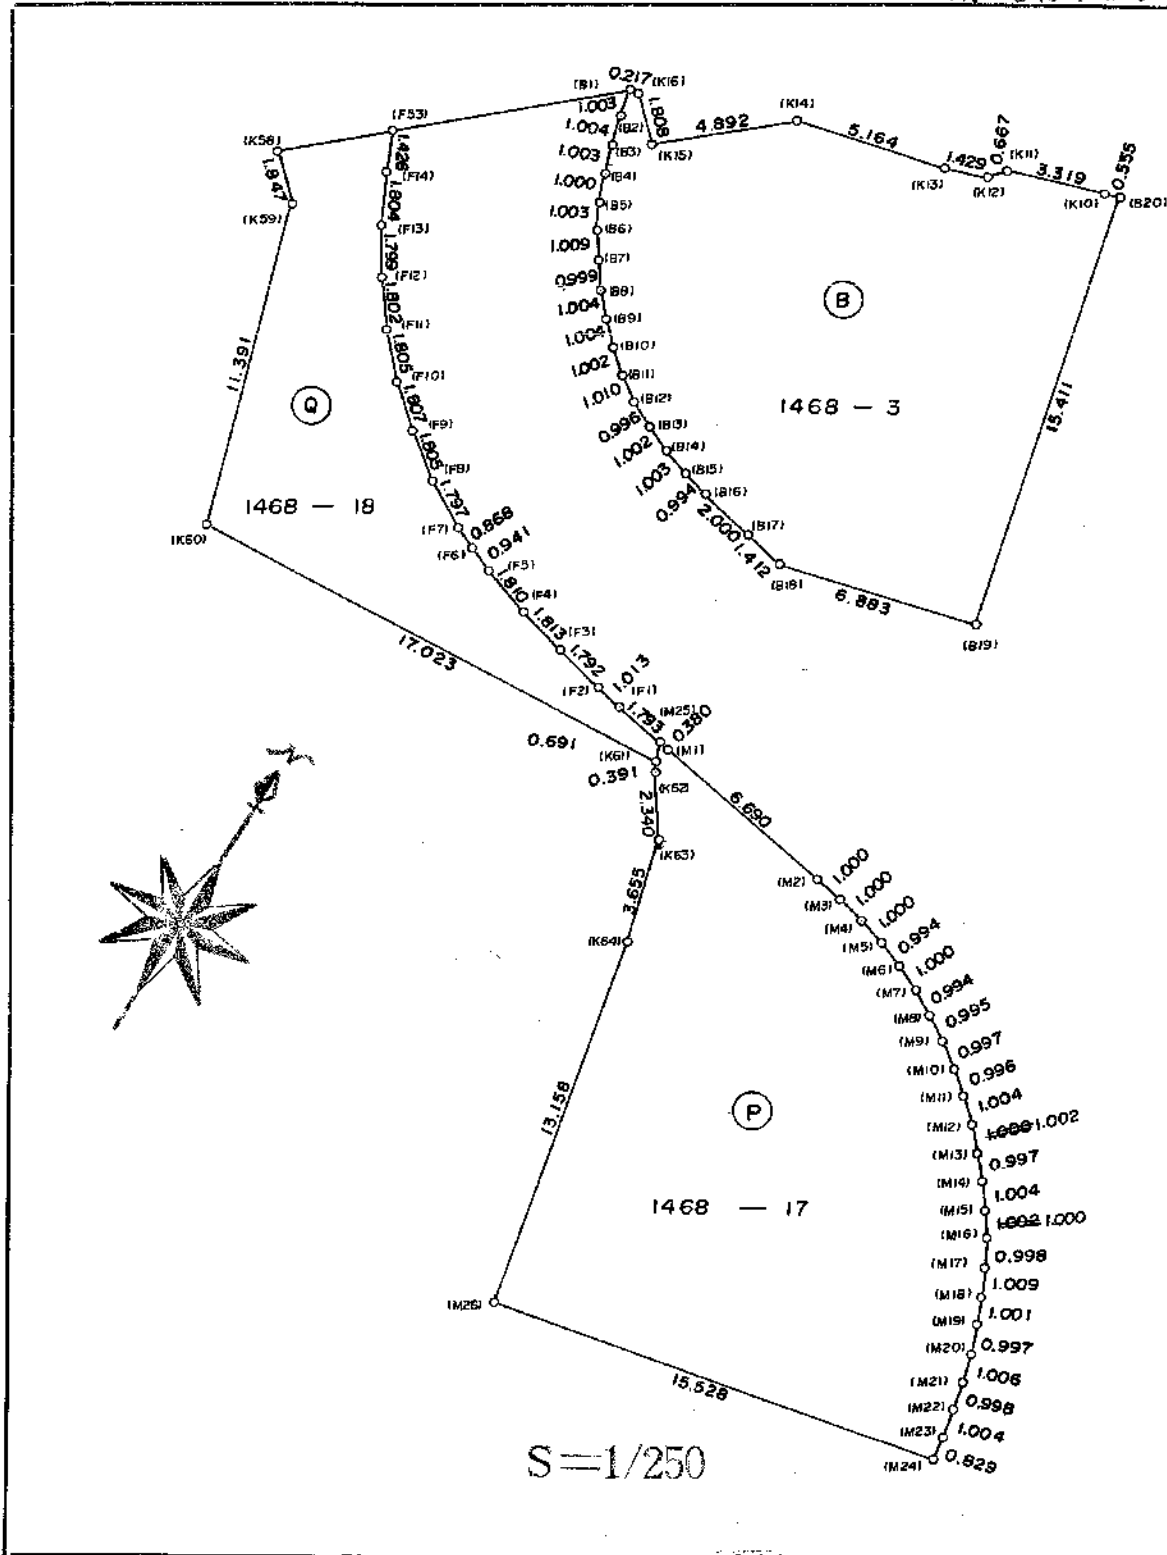 (B1) 0.217 (K16)
1.003 (B2) 1.808
1.004 (B3) (K15) 4.892 (K14)
5.164 (K13) 1.429 (K12) 0.667 (K11) 3.319 (K10) 0.555 (B20)
1.003 (B4)
1.000 (B5)
1.003 (B6)
1.009 (B7)
0.999 (B8)
1.004 (B9)
1.004 (B10)
1.002 (B11)
1.010 (B12)
0.996 (B13)
1.002 (B14)
1.003 (B15)
0.994 (B16)
2.000 (B17)
1.412 (B18)
6.883 (B19)
15.411
B
1468 — 3
(K58) (F53)
1.847 (K59)
1.426 (F14)
1.804 (F13)
1.799 (F12)
1.802 (F11)
1.805 (F10)
1.807 (F9)
1.805 (F8)
1.797 (F7)
0.868 (F6)
0.941 (F5)
1.810 (F4)
1.813 (F3)
1.792 (F2)
1.013 (F1)
1.793 (M25)
0.380 (M1)
11.391
Q
1468 — 18
(K60)
17.023
0.691 (K61)
0.391 (K62)
2.340 (K63)
3.655 (K64)
13.158
6.690
(M2) 1.000
(M3) 1.000
(M4) 1.000
(M5) 0.994
(M6) 1.000
(M7) 0.994
(M8) 0.995
(M9) 0.997
(M10) 0.996
(M11) 1.004
(M12) 1.000 1.002
(M13) 0.997
(M14) 1.004
(M15) 1.002 1.000
(M16) 0.998
(M17) 1.009
(M18) 1.001
(M19) 0.997
(M20) 1.006
(M21) 0.998
(M22) 1.004
(M23) 0.829
(M24)
P
1468 — 17
(M26)
15.528
S=1/250